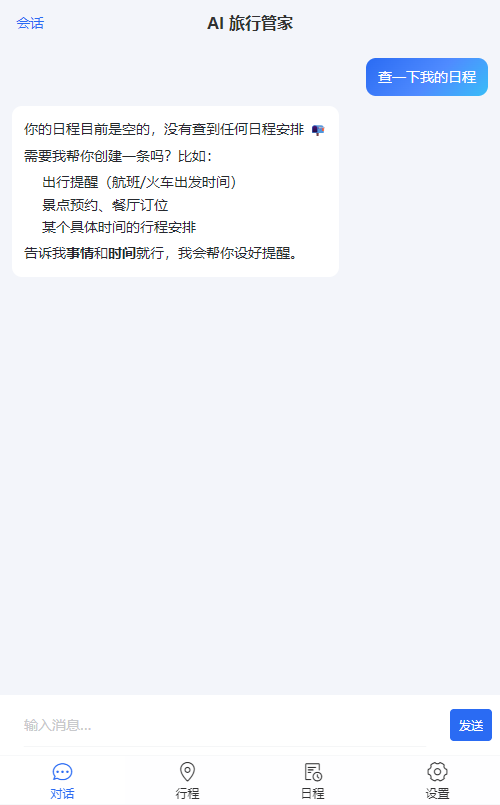 会话
AI 旅行管家
查一下我的日程
你的日程目前是空的，没有查到任何日程安排 📭
需要我帮你创建一条吗？比如：
出行提醒（航班/火车出发时间）
景点预约、餐厅订位
某个具体时间的行程安排
告诉我事情和时间就行，我会帮你设好提醒。
输入消息...
发送
对话
行程
日程
设置